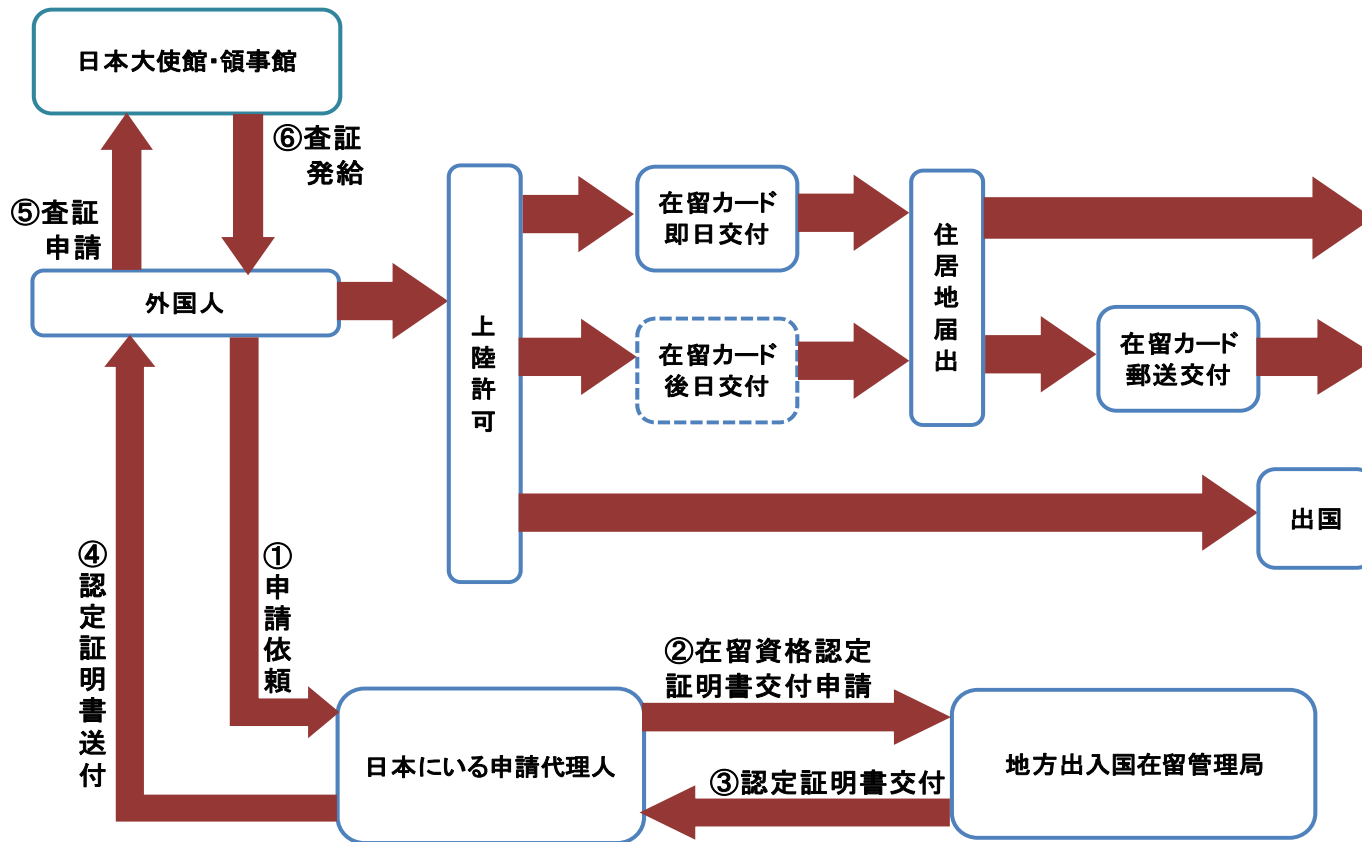 日本大使館・領事館
⑥査証
発給
⑤査証
申請
外国人
上陸許可
在留カード
即日交付
在留カード
後日交付
住居地届出
在留カード
郵送交付
出国
④認定証明書送付
①申請依頼
②在留資格認定
証明書交付申請
日本にいる申請代理人
③認定証明書交付
地方出入国在留管理局